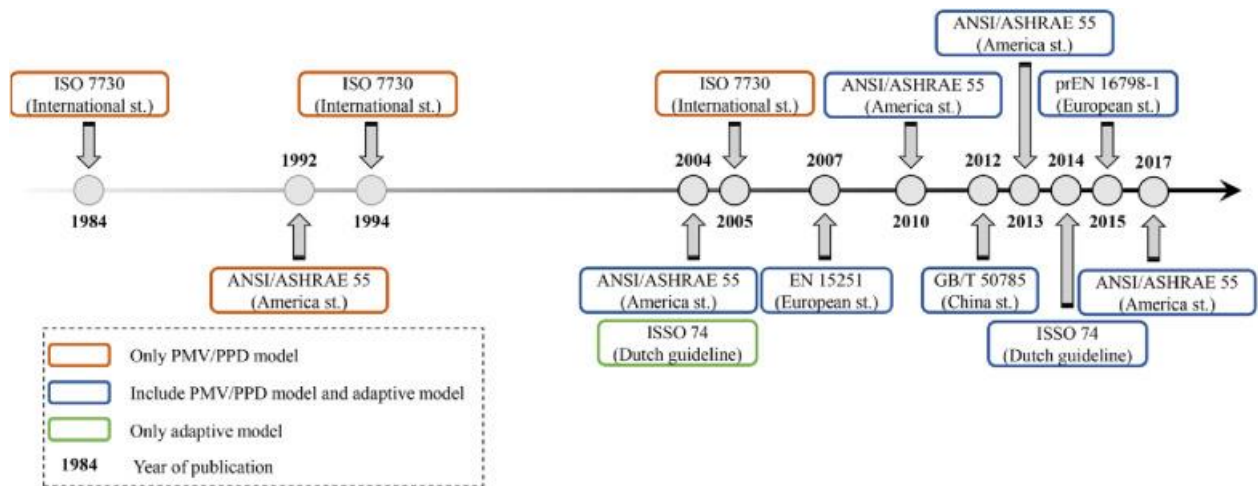 ANSI/ASHRAE 55
(America st.)
ISO 7730
(International st.)
ISO 7730
(International st.)
ISO 7730
(International st.)
ANSI/ASHRAE 55
(America st.)
prEN 16798-1
(European st.)
1992
2004
2007
2012
2014
2017
1984
1994
2005
2010
2013
2015
ANSI/ASHRAE 55
(America st.)
ANSI/ASHRAE 55
(America st.)
EN 15251
(European st.)
GB/T 50785
(China st.)
ANSI/ASHRAE 55
(America st.)
ISSO 74
(Dutch guideline)
ISSO 74
(Dutch guideline)
Only PMV/PPD model
Include PMV/PPD model and adaptive model
Only adaptive model
1984 Year of publication